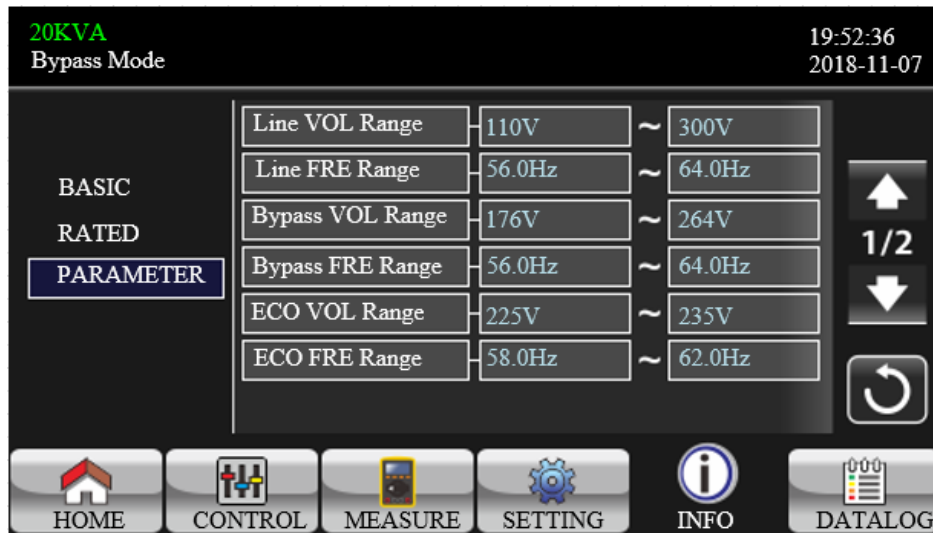 20KVA
Bypass Mode
19:52:36
2018-11-07
BASIC
RATED
PARAMETER
Line VOL Range 110V ~ 300V
Line FRE Range 56.0Hz ~ 64.0Hz
Bypass VOL Range 176V ~ 264V
Bypass FRE Range 56.0Hz ~ 64.0Hz
ECO VOL Range 225V ~ 235V
ECO FRE Range 58.0Hz ~ 62.0Hz
1/2
HOME CONTROL MEASURE SETTING INFO DATALOG